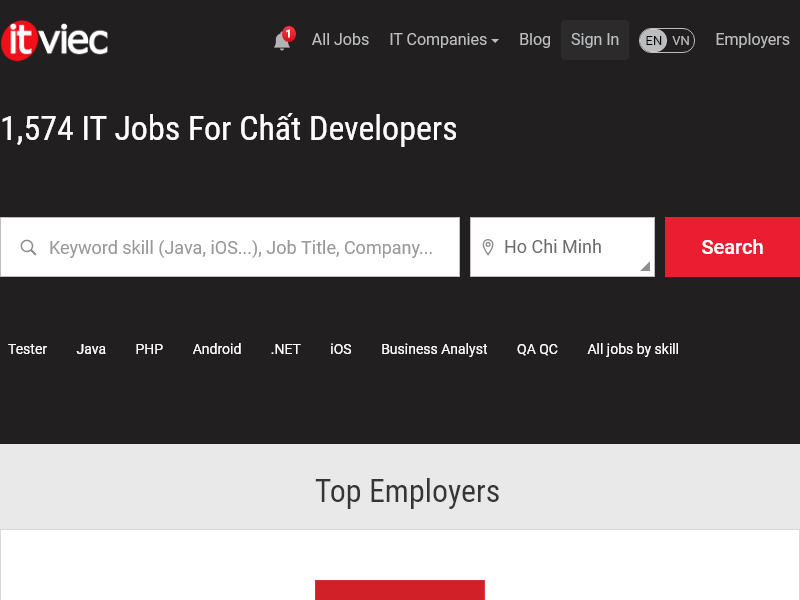 itviec
1
All Jobs
IT Companies
Blog
Sign In
EN VN
Employers
1,574 IT Jobs For Chất Developers
Keyword skill (Java, iOS...), Job Title, Company...
Ho Chi Minh
Search
Tester
Java
PHP
Android
.NET
iOS
Business Analyst
QA QC
All jobs by skill
Top Employers